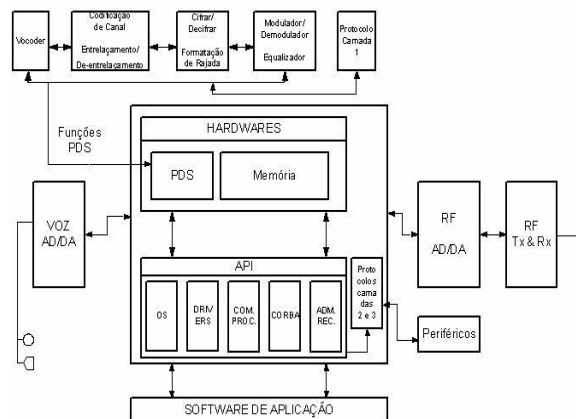 Vocoder
Codificação
de Canal
Entrelaçamento/
De-entrelaçamento
Cifrar/
Decifrar
Formatação
de Rajada
Modulador/
Demodulador
Equalizador
Protocolo
Camada
1
Funções
PDS
HARDWARES
PDS
Memória
VOZ
AD/DA
RF
AD/DA
RF
Tx & Rx
API
OS
DRIV
ERS
COM.
PROC.
CORBA
ADM.
REC.
Proto
colos
cama
das
2 e 3
Periféricos
SOFTWARE DE APLICAÇÃO